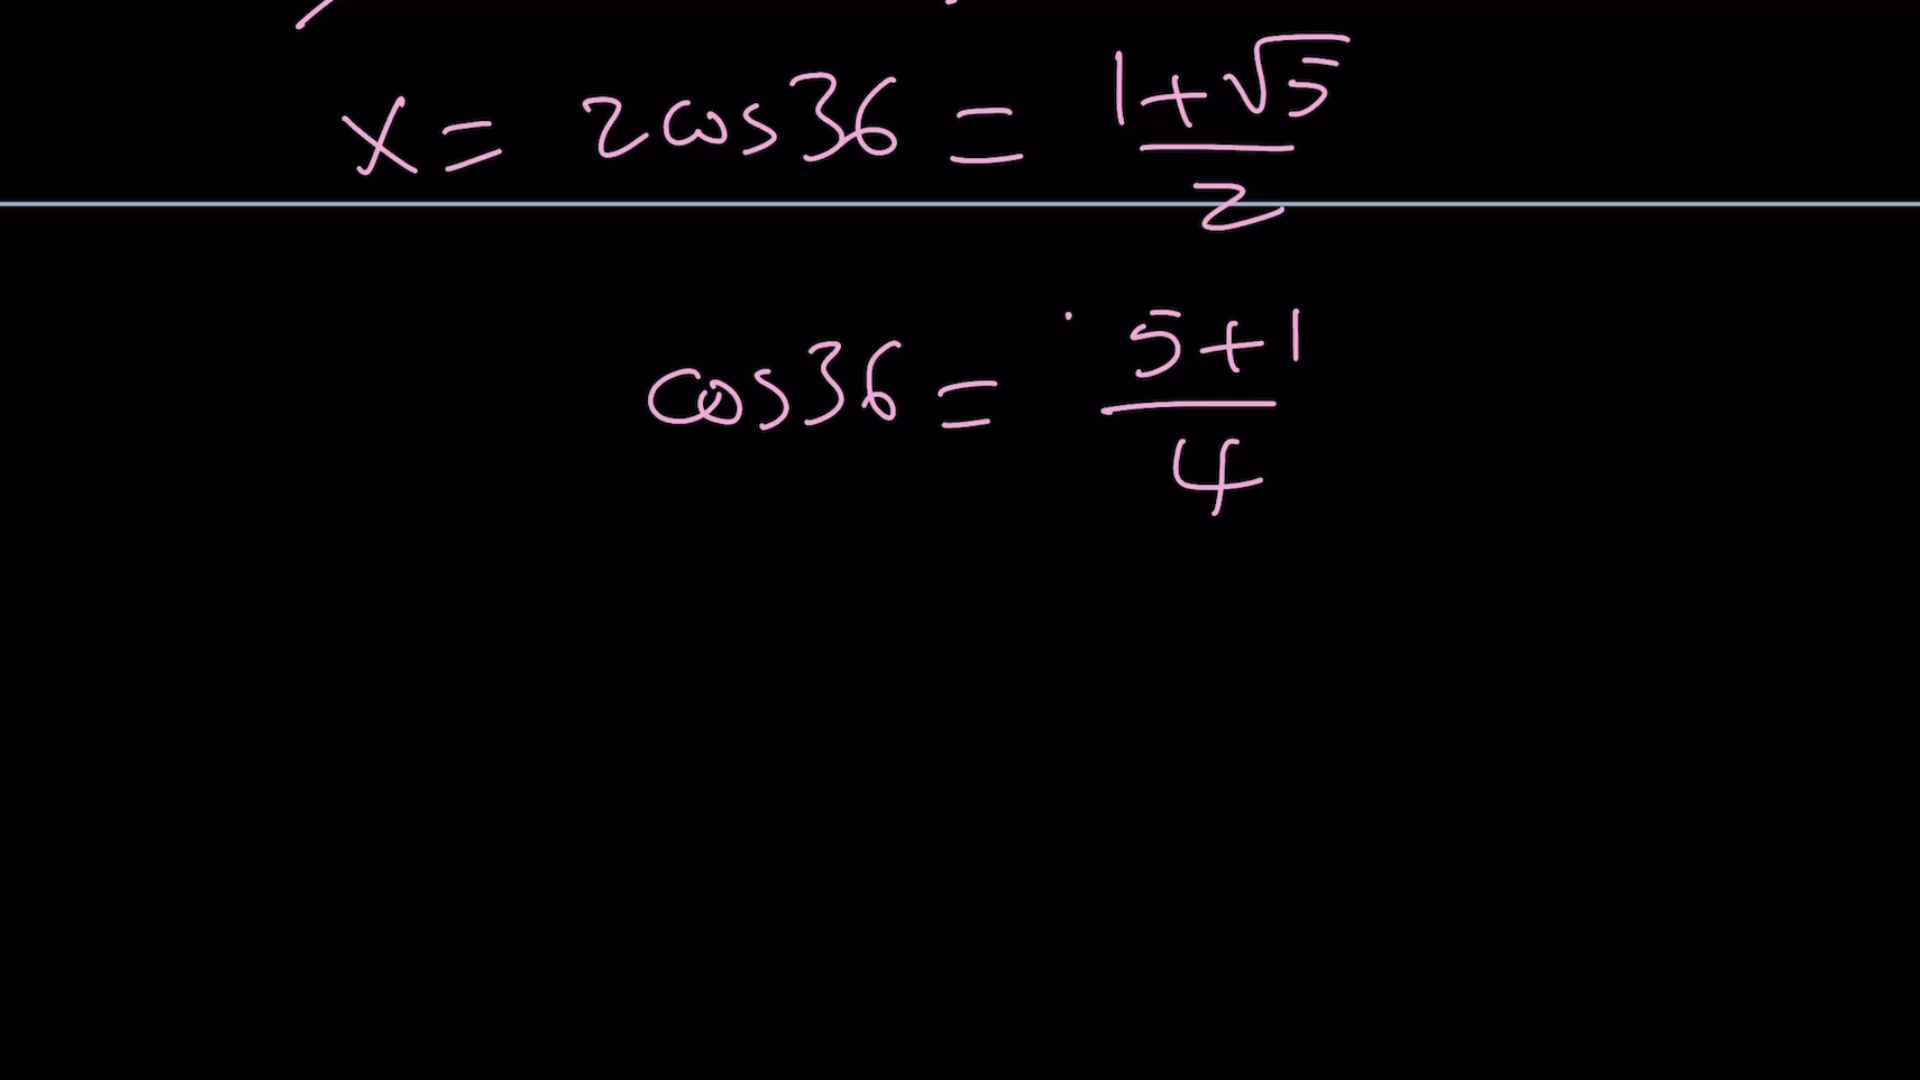 x = 2cos36 = 1+√5 / 2
cos36 = 5+1 / 4